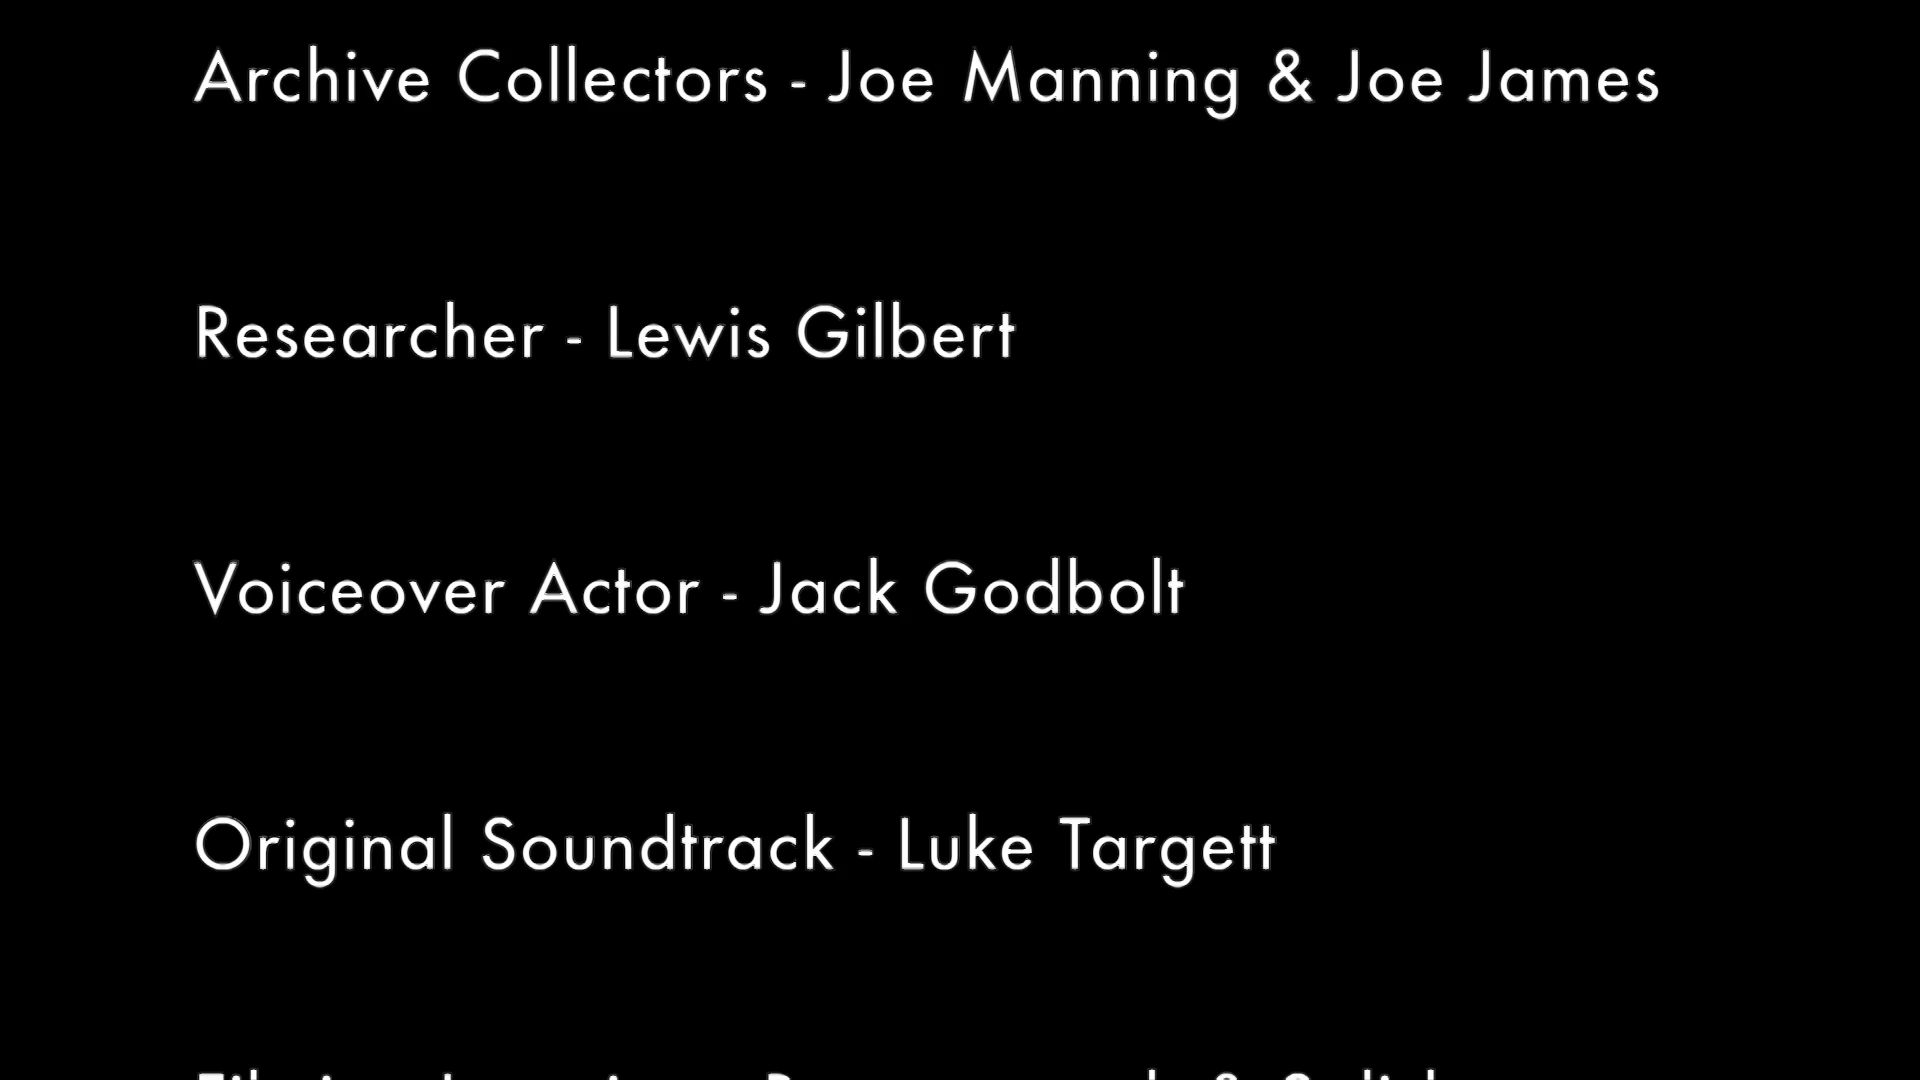 Archive Collectors - Joe Manning & Joe James
Researcher - Lewis Gilbert
Voiceover Actor - Jack Godbolt
Original Soundtrack - Luke Targett
&